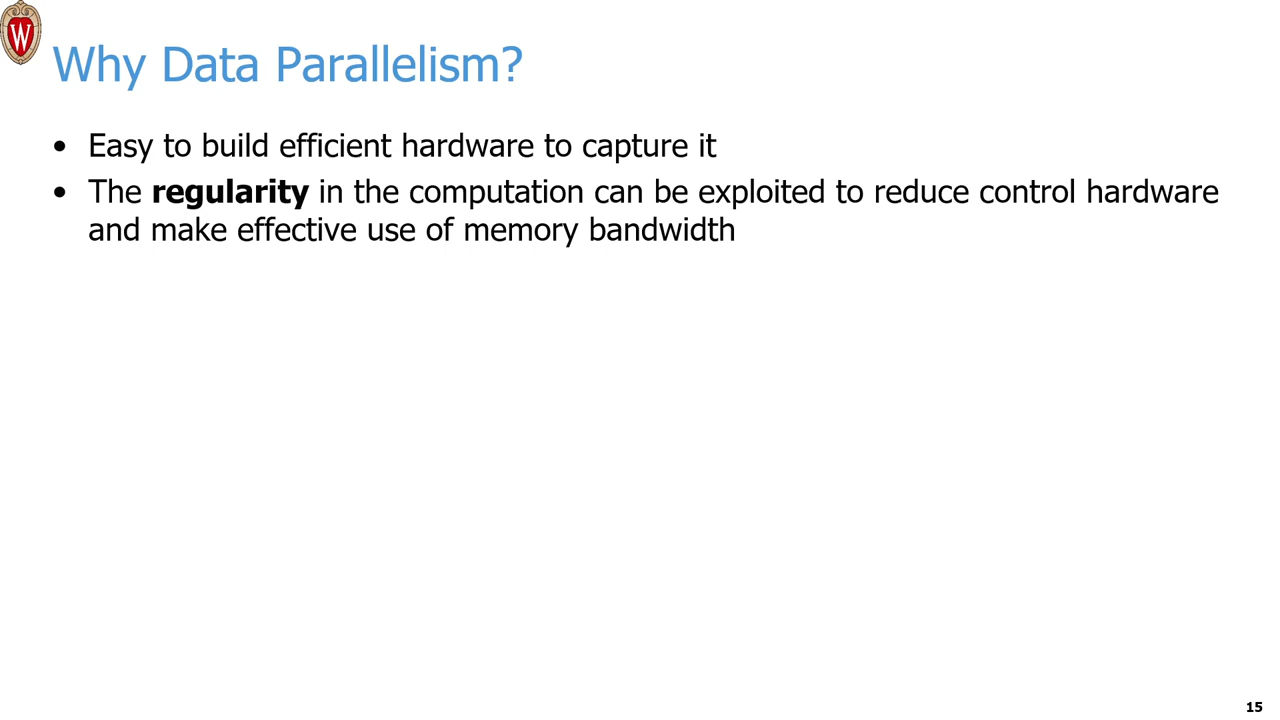 W
Why Data Parallelism?
• Easy to build efficient hardware to capture it
• The regularity in the computation can be exploited to reduce control hardware
and make effective use of memory bandwidth
15